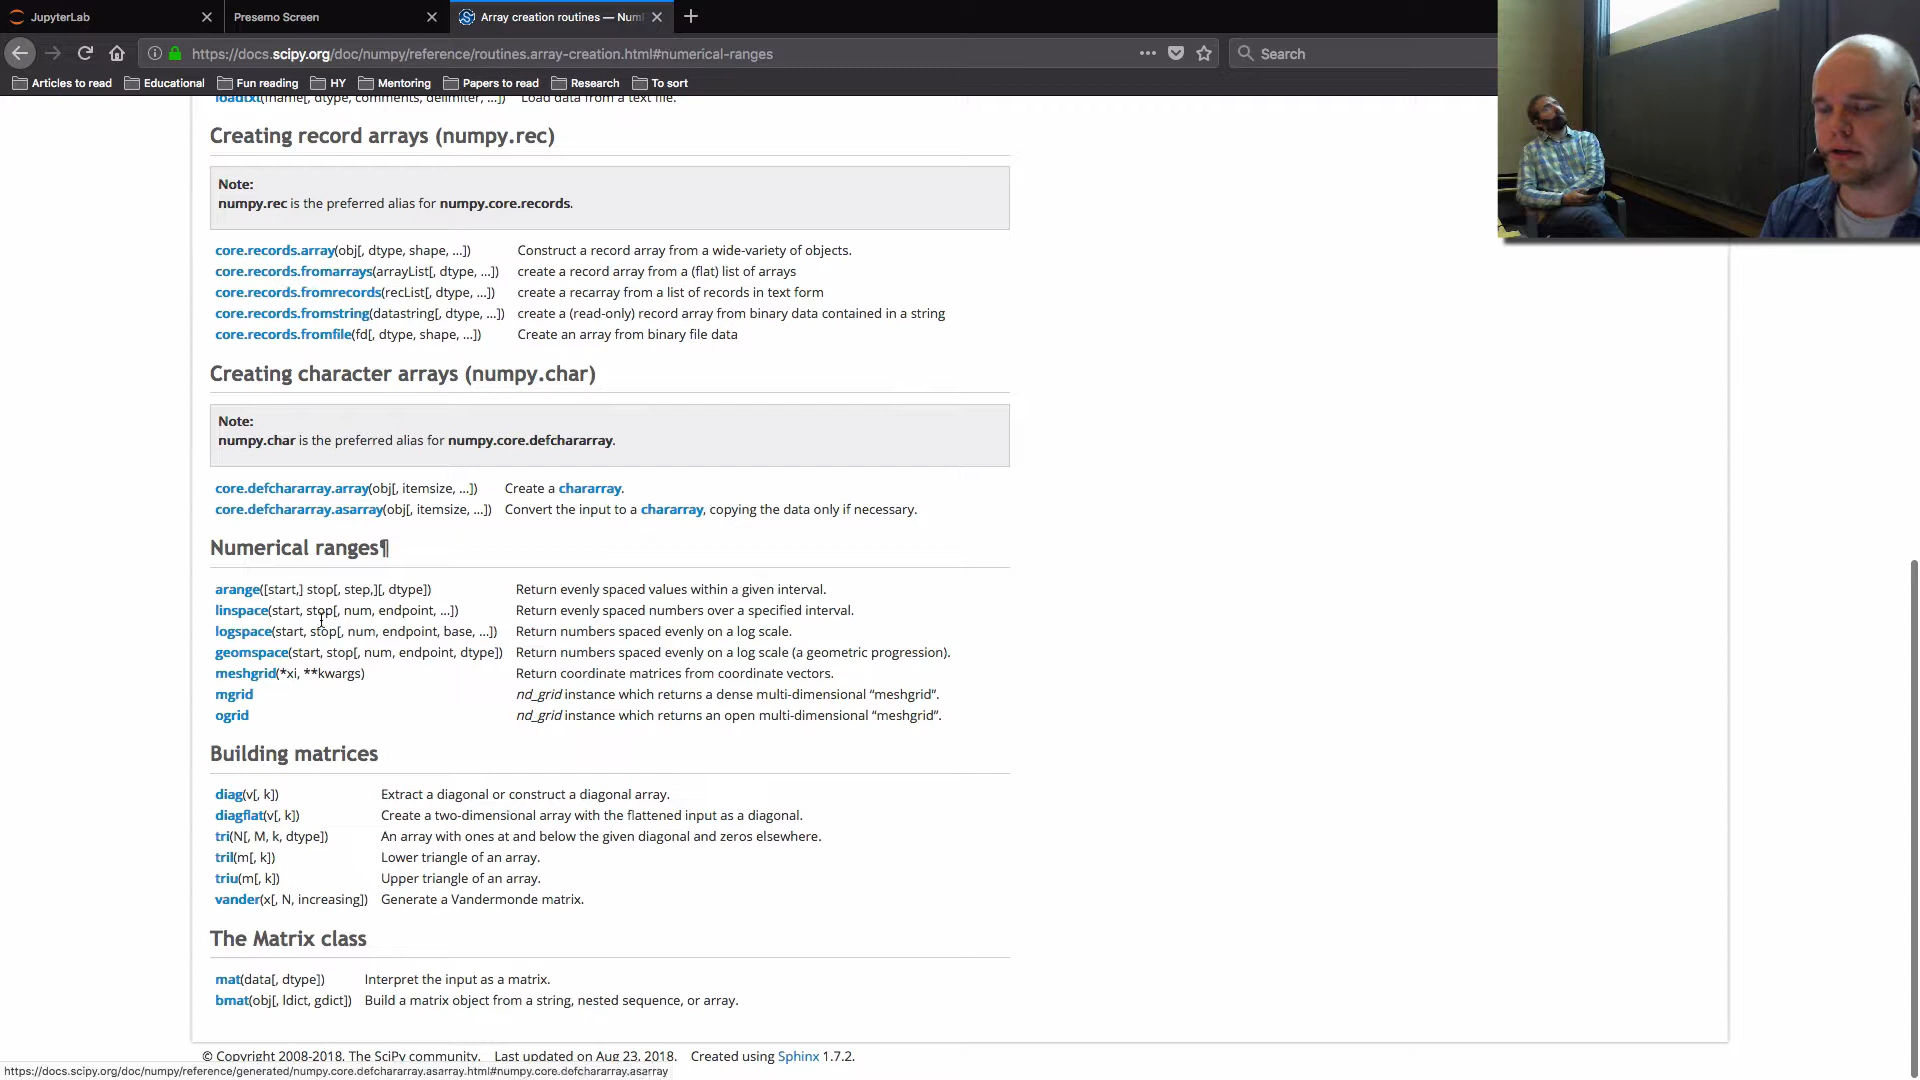 JupyterLab
Presemo Screen
Array creation routines — Num
https://docs.scipy.org/doc/numpy/reference/routines.array-creation.html#numerical-ranges
Search
Articles to read
Educational
Fun reading
HY
Mentoring
Papers to read
Research
To sort
loadtxt(fname[, dtype, comments, delimiter, ...]) Load data from a text file.
Creating record arrays (numpy.rec)
Note:
numpy.rec is the preferred alias for numpy.core.records.
core.records.array(obj[, dtype, shape, ...]) Construct a record array from a wide-variety of objects.
core.records.fromarrays(arrayList[, dtype, ...]) create a record array from a (flat) list of arrays
core.records.fromrecords(recList[, dtype, ...]) create a recarray from a list of records in text form
core.records.fromstring(datastring[, dtype, ...]) create a (read-only) record array from binary data contained in a string
core.records.fromfile(fd[, dtype, shape, ...]) Create an array from binary file data
Creating character arrays (numpy.char)
Note:
numpy.char is the preferred alias for numpy.core.defchararray.
core.defchararray.array(obj[, itemsize, ...]) Create a chararray.
core.defchararray.asarray(obj[, itemsize, ...]) Convert the input to a chararray, copying the data only if necessary.
Numerical ranges¶
arange([start,] stop[, step,][, dtype]) Return evenly spaced values within a given interval.
linspace(start, stop[, num, endpoint, ...]) Return evenly spaced numbers over a specified interval.
logspace(start, stop[, num, endpoint, base, ...]) Return numbers spaced evenly on a log scale.
geomspace(start, stop[, num, endpoint, dtype]) Return numbers spaced evenly on a log scale (a geometric progression).
meshgrid(*xi, **kwargs) Return coordinate matrices from coordinate vectors.
mgrid nd_grid instance which returns a dense multi-dimensional “meshgrid”.
ogrid nd_grid instance which returns an open multi-dimensional “meshgrid”.
Building matrices
diag(v[, k]) Extract a diagonal or construct a diagonal array.
diagflat(v[, k]) Create a two-dimensional array with the flattened input as a diagonal.
tri(N[, M, k, dtype]) An array with ones at and below the given diagonal and zeros elsewhere.
tril(m[, k]) Lower triangle of an array.
triu(m[, k]) Upper triangle of an array.
vander(x[, N, increasing]) Generate a Vandermonde matrix.
The Matrix class
mat(data[, dtype]) Interpret the input as a matrix.
bmat(obj[, ldict, gdict]) Build a matrix object from a string, nested sequence, or array.
© Copyright 2008-2018, The SciPy community. Last updated on Aug 23, 2018. Created using Sphinx 1.7.2.
https://docs.scipy.org/doc/numpy/reference/generated/numpy.core.defchararray.asarray.html#numpy.core.defchararray.asarray